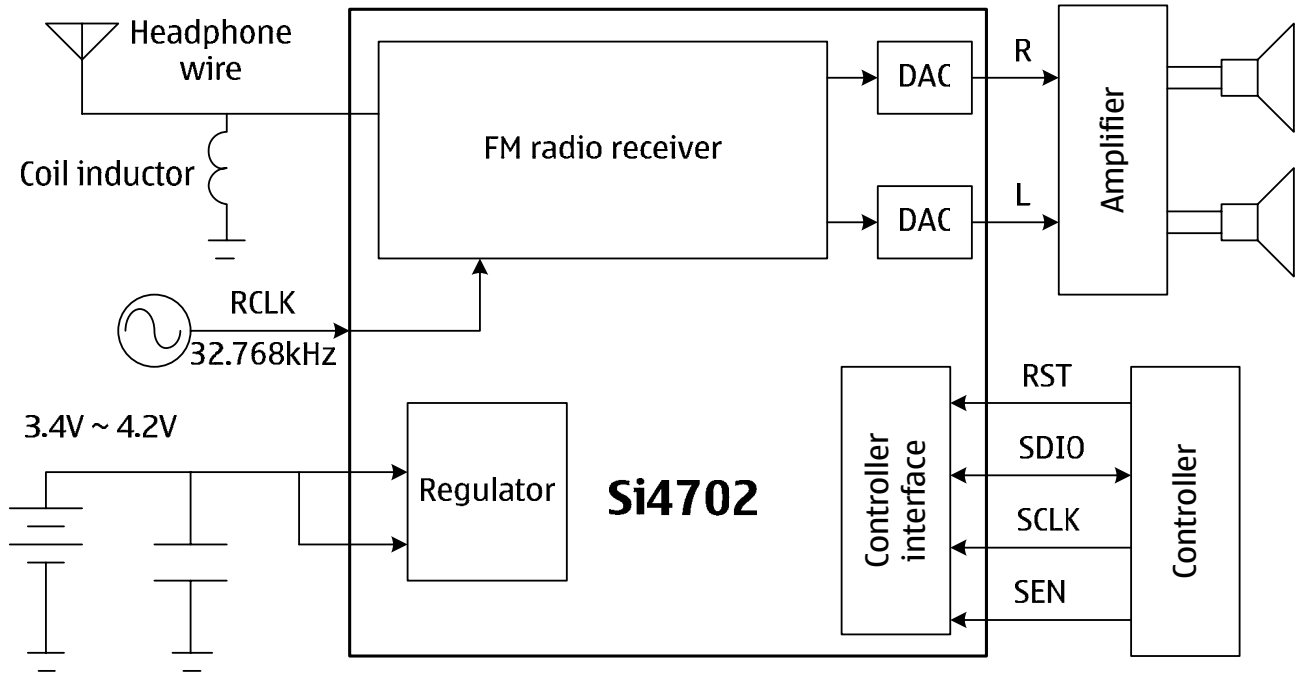 Headphone
wire
FM radio receiver
DAC
R
DAC
L
Amplifier
Coil inductor
RCLK
32.768kHz
3.4V ~ 4.2V
Regulator
Si4702
Controller
interface
RST
SDIO
SCLK
SEN
Controller